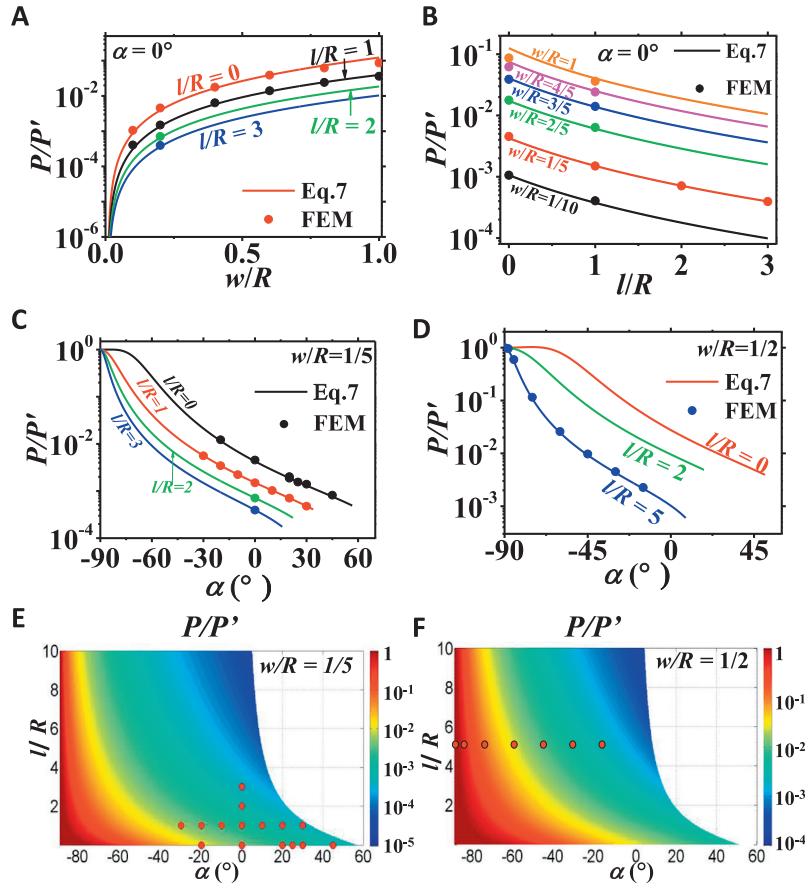 A
α = 0°
l/R = 0
l/R = 1
l/R = 2
l/R = 3
Eq.7
FEM
P/P'
10⁻²
10⁻⁴
10⁻⁶
0.0 0.5 1.0
w/R
B
α = 0°
Eq.7
FEM
w/R=1
w/R=4/5
w/R=3/5
w/R=2/5
w/R=1/5
w/R=1/10
P/P'
10⁻¹
10⁻²
10⁻³
10⁻⁴
0 1 2 3
l/R
C
w/R=1/5
Eq.7
FEM
l/R=0
l/R=1
l/R=2
l/R=3
P/P'
10⁰
10⁻²
10⁻⁴
-90 -60 -30 0 30 60
α (°)
D
w/R=1/2
Eq.7
FEM
l/R = 0
l/R = 2
l/R = 5
P/P'
10⁰
10⁻¹
10⁻²
10⁻³
-90 -45 0 45
α (°)
E
P/P'
w/R = 1/5
l/R
10
8
6
4
2
-80 -60 -40 -20 0 20 40 60
α (°)
1
10⁻¹
10⁻²
10⁻³
10⁻⁴
10⁻⁵
F
P/P'
w/R = 1/2
l/R
10
8
6
4
2
-80 -60 -40 -20 0 20 40 60
α (°)
1
10⁻¹
10⁻²
10⁻³
10⁻⁴